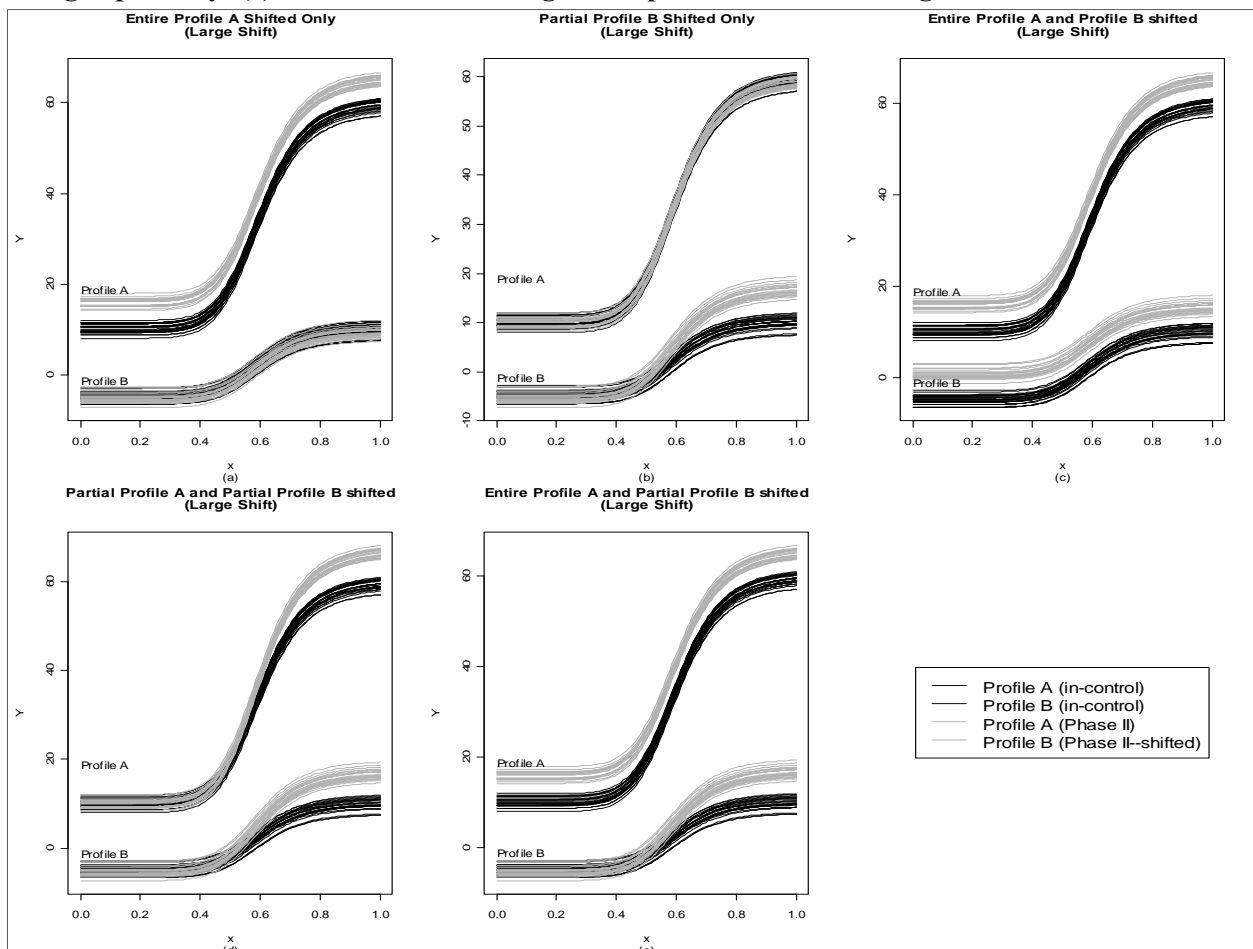 Entire Profile A Shifted Only
(Large Shift)
Y
60
40
20
0
Profile A
Profile B
0.0 0.2 0.4 0.6 0.8 1.0
x
(a)
Partial Profile B Shifted Only
(Large Shift)
Y
60
50
40
30
20
10
0
-10
Profile A
Profile B
0.0 0.2 0.4 0.6 0.8 1.0
x
(b)
Entire Profile A and Profile B shifted
(Large Shift)
Y
60
40
20
0
Profile A
Profile B
0.0 0.2 0.4 0.6 0.8 1.0
x
(c)
Partial Profile A and Partial Profile B shifted
(Large Shift)
Y
60
40
20
0
Profile A
Profile B
0.0 0.2 0.4 0.6 0.8 1.0
x
(d)
Entire Profile A and Partial Profile B shifted
(Large Shift)
Y
60
40
20
0
Profile A
Profile B
0.0 0.2 0.4 0.6 0.8 1.0
x
Profile A (in-control)
Profile B (in-control)
Profile A (Phase II)
Profile B (Phase II--shifted)